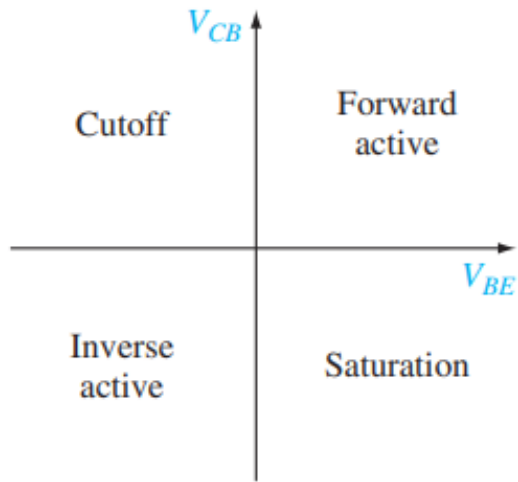 V_CB
Cutoff
Forward
active
V_BE
Inverse
active
Saturation